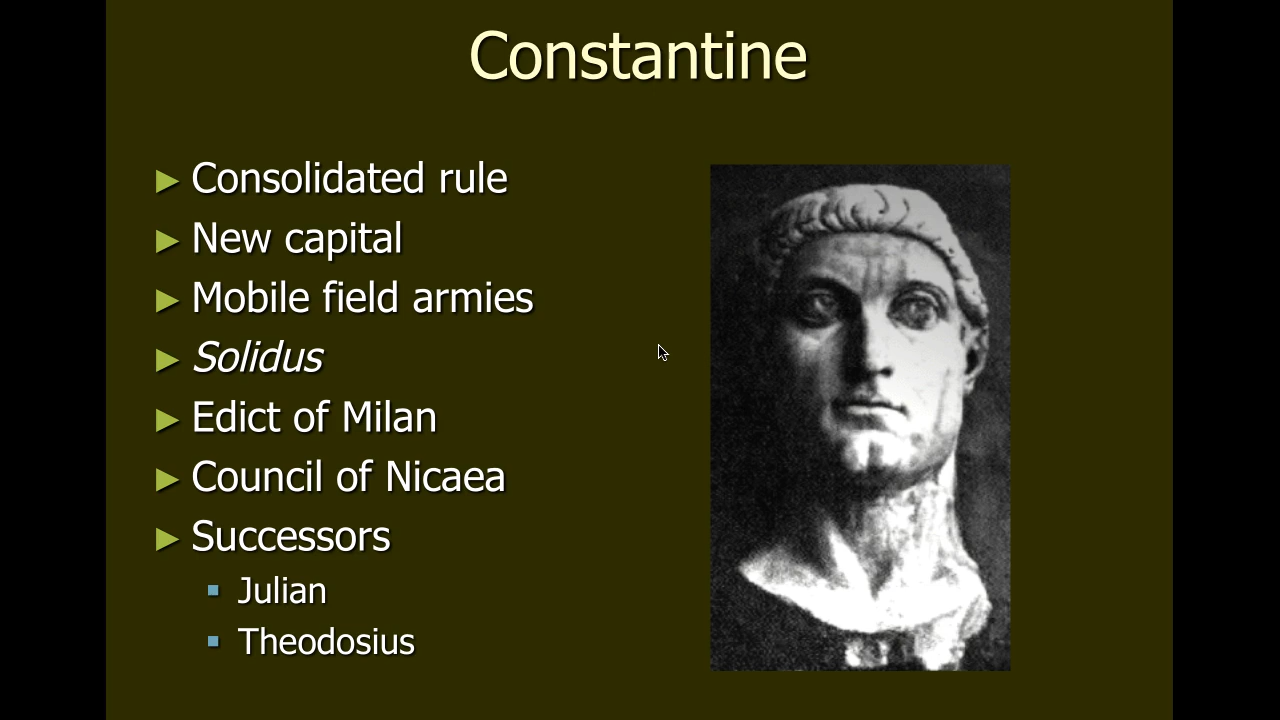 Constantine
Consolidated rule
New capital
Mobile field armies
Solidus
Edict of Milan
Council of Nicaea
Successors
Julian
Theodosius